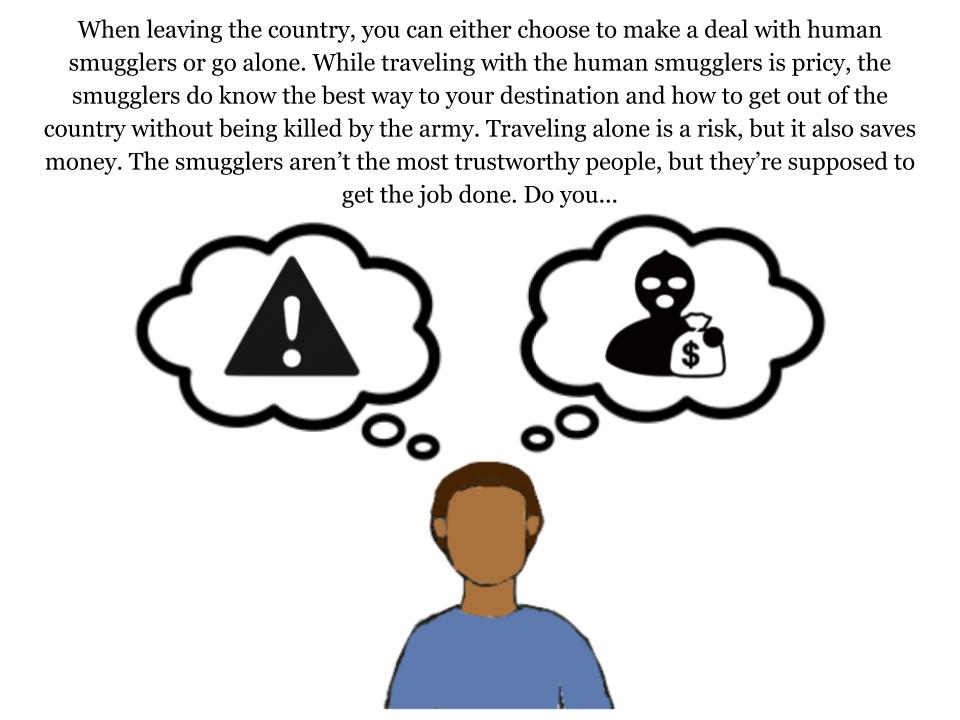 When leaving the country, you can either choose to make a deal with human
smugglers or go alone. While traveling with the human smugglers is pricy, the
smugglers do know the best way to your destination and how to get out of the
country without being killed by the army. Traveling alone is a risk, but it also saves
money. The smugglers aren’t the most trustworthy people, but they’re supposed to
get the job done. Do you...
$